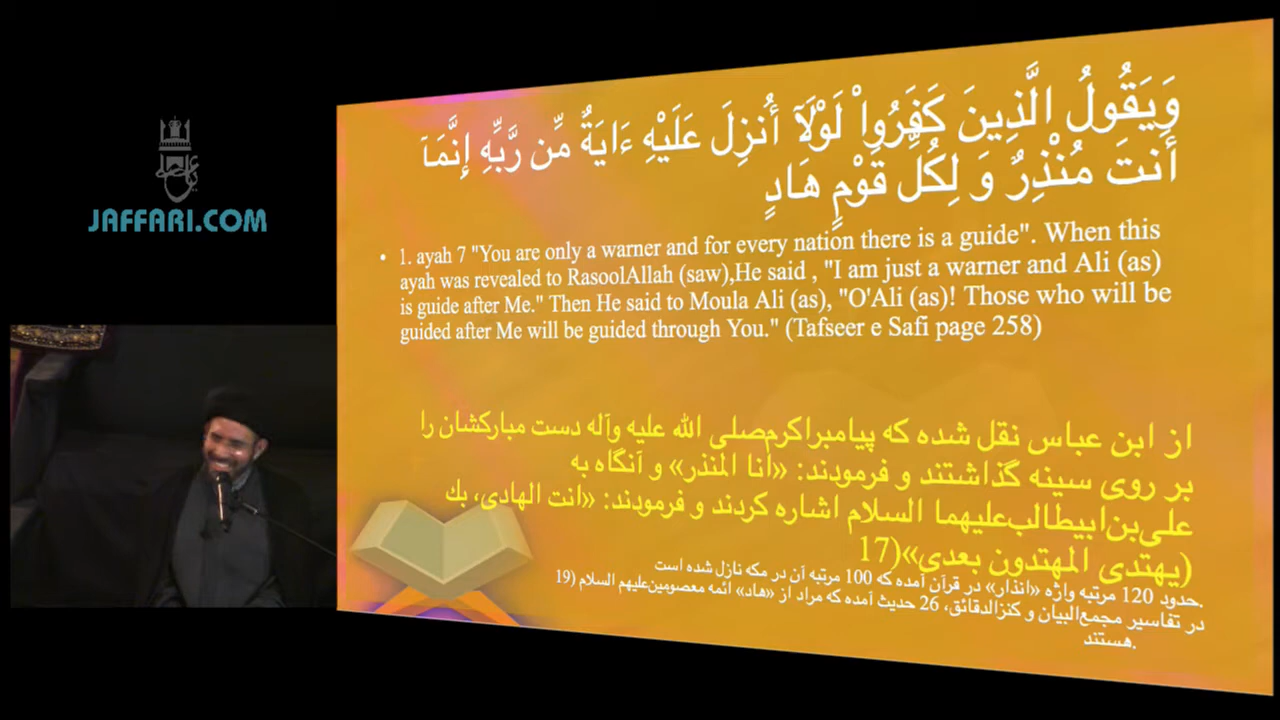 JAFFARI.COM
وَيَقُولُ الَّذِينَ كَفَرُواْ لَوْلَآ أُنزِلَ عَلَيْهِ ءَايَةٌ مِّن رَّبِّهِ إِنَّمَآ
أَنتَ مُنْذِرٌ وَ لِكُلِّ قَوْمٍ هَادٍ
• 1. ayah 7 "You are only a warner and for every nation there is a guide". When this
ayah was revealed to RasoolAllah (saw),He said , "I am just a warner and Ali (as)
is guide after Me." Then He said to Moula Ali (as), "O'Ali (as)! Those who will be
guided after Me will be guided through You." (Tafseer e Safi page 258)
از ابن عباس نقل شده که پیامبراکرم‌صلی الله علیه وآله دست مبارکشان را
بر روی سینه گذاشتند و فرمودند: «أنا المنذر» و آنگاه به
علی‌بن‌ابیطالب‌علیهما السلام اشاره کردند و فرمودند: «انت الهادی، بك
یهتدی المهتدون بعدی»(17)
حدود 120 مرتبه واژه «انذار» در قرآن آمده که 100 مرتبه آن در مکه نازل شده است.
در تفاسیر مجمع‌البیان و کنزالدقائق، 26 حدیث آمده که مراد از «هاد» ائمه معصومین‌علیهم السلام (19
هستند.